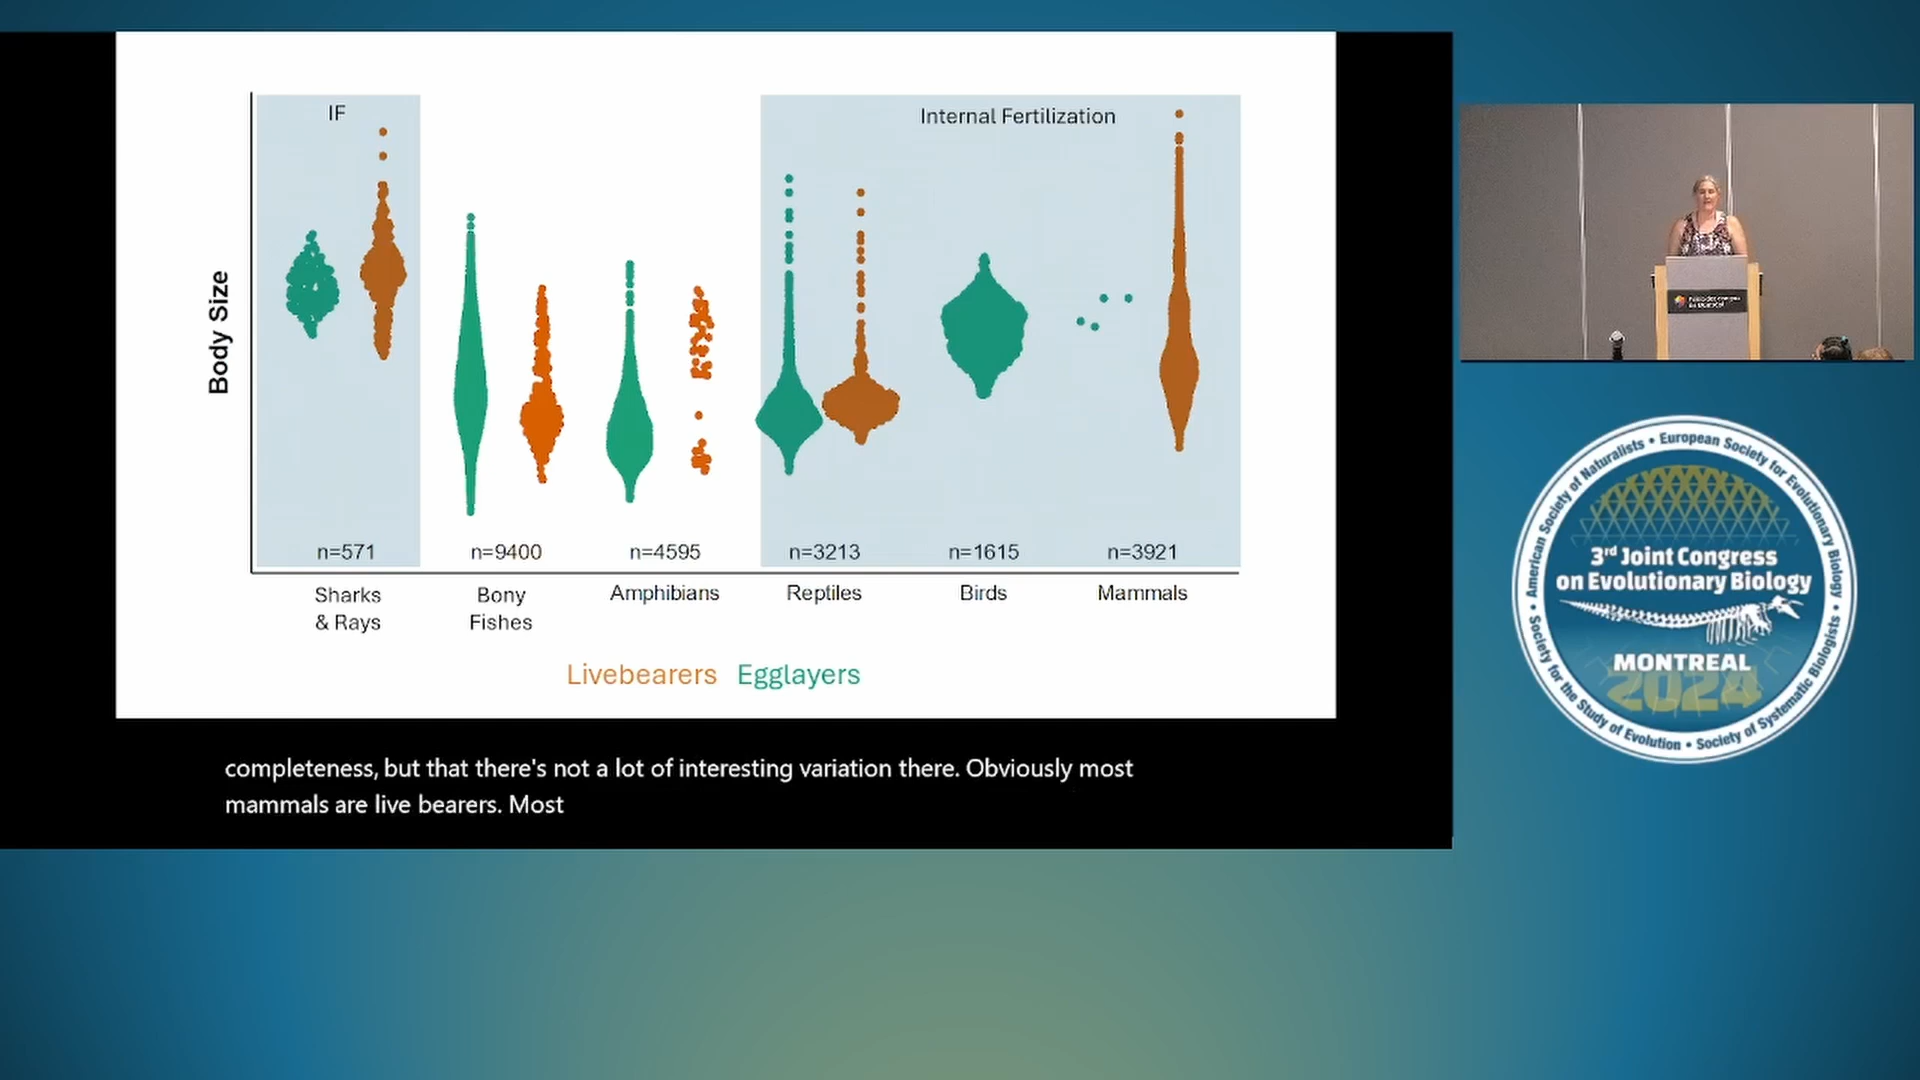 IF
Internal Fertilization
Body Size
n=571
n=9400
n=4595
n=3213
n=1615
n=3921
Sharks
& Rays
Bony
Fishes
Amphibians
Reptiles
Birds
Mammals
Livebearers Egglayers
completeness, but that there's not a lot of interesting variation there. Obviously most
mammals are live bearers. Most
American Society of Naturalists • European Society for Evolutionary Biology •
Society for the Study of Evolution • Society of Systematic Biologists •
3rd Joint Congress
on Evolutionary Biology
MONTREAL
2024